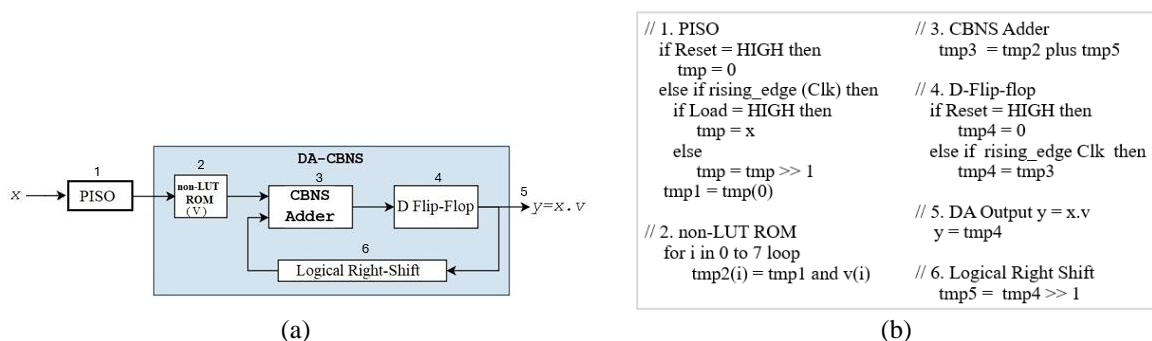 1
2
DA-CBNS
3
4
5
x
PISO
non-LUT
ROM
(V)
CBNS
Adder
D Flip-Flop
y=x.v
6
Logical Right-Shift
(a)
// 1. PISO
if Reset = HIGH then
tmp = 0
else if rising_edge (Clk) then
if Load = HIGH then
tmp = x
else
tmp = tmp >> 1
tmp1 = tmp(0)
// 2. non-LUT ROM
for i in 0 to 7 loop
tmp2(i) = tmp1 and v(i)
// 3. CBNS Adder
tmp3 = tmp2 plus tmp5
// 4. D-Flip-flop
if Reset = HIGH then
tmp4 = 0
else if rising_edge Clk then
tmp4 = tmp3
// 5. DA Output y = x.v
y = tmp4
// 6. Logical Right Shift
tmp5 = tmp4 >> 1
(b)